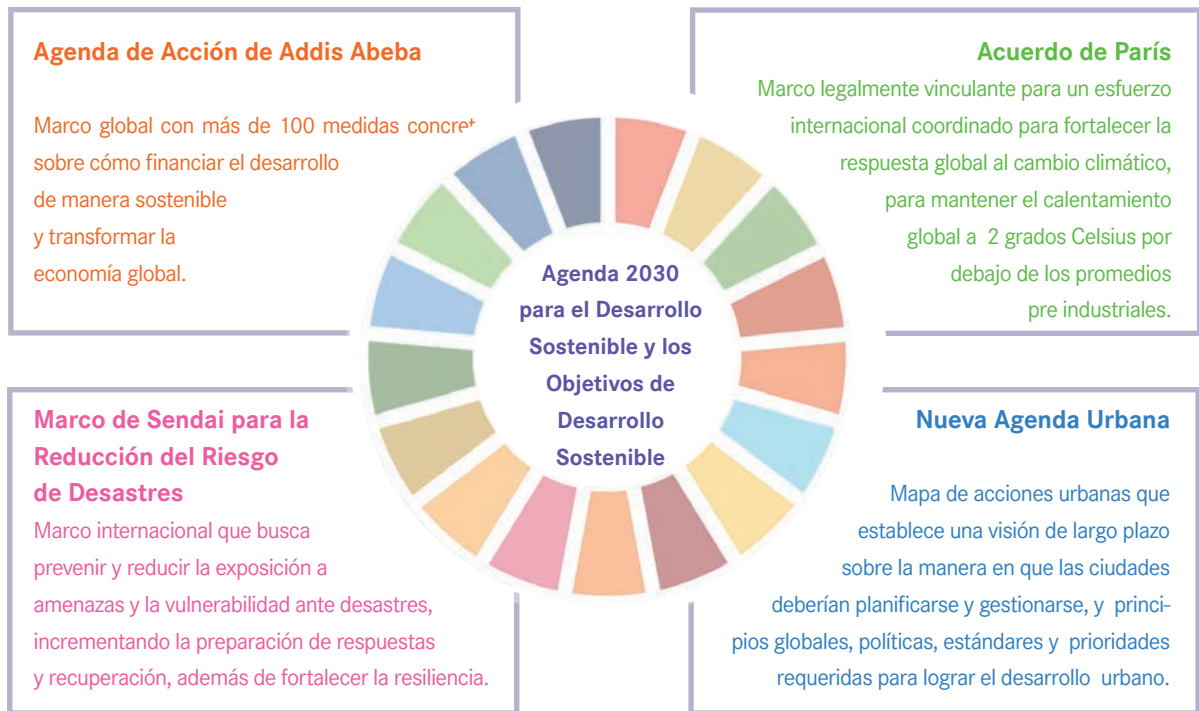 Agenda de Acción de Addis Abeba
Marco global con más de 100 medidas concret
sobre cómo financiar el desarrollo
de manera sostenible
y transformar la
economía global.
Acuerdo de París
Marco legalmente vinculante para un esfuerzo
internacional coordinado para fortalecer la
respuesta global al cambio climático,
para mantener el calentamiento
global a 2 grados Celsius por
debajo de los promedios
pre industriales.
Agenda 2030
para el Desarrollo
Sostenible y los
Objetivos de
Desarrollo
Sostenible
Marco de Sendai para la
Reducción del Riesgo
de Desastres
Marco internacional que busca
prevenir y reducir la exposición a
amenazas y la vulnerabilidad ante desastres,
incrementando la preparación de respuestas
y recuperación, además de fortalecer la resiliencia.
Nueva Agenda Urbana
Mapa de acciones urbanas que
establece una visión de largo plazo
sobre la manera en que las ciudades
deberían planificarse y gestionarse, y princi-
pios globales, políticas, estándares y prioridades
requeridas para lograr el desarrollo urbano.